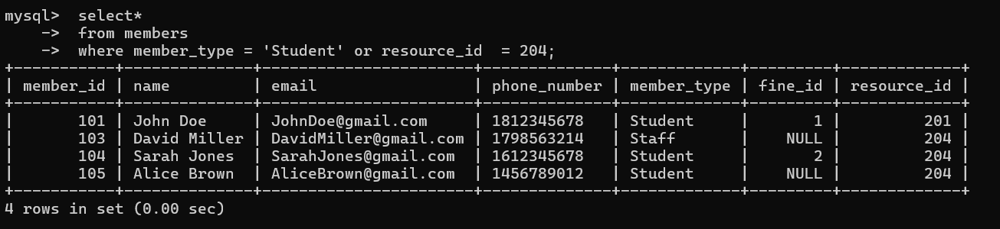 mysql>  select*
    ->  from members
    ->  where member_type = 'Student' or resource_id  = 204;
+-----------+--------------+-----------------------+--------------+-------------+---------+-------------+
| member_id | name         | email                 | phone_number | member_type | fine_id | resource_id |
+-----------+--------------+-----------------------+--------------+-------------+---------+-------------+
|       101 | John Doe     | JohnDoe@gmail.com     | 1812345678   | Student     |       1 |         201 |
|       103 | David Miller | DavidMiller@gmail.com | 1798563214   | Staff       |    NULL |         204 |
|       104 | Sarah Jones  | SarahJones@gmail.com  | 1612345678   | Student     |       2 |         204 |
|       105 | Alice Brown  | AliceBrown@gmail.com  | 1456789012   | Student     |    NULL |         204 |
+-----------+--------------+-----------------------+--------------+-------------+---------+-------------+
4 rows in set (0.00 sec)